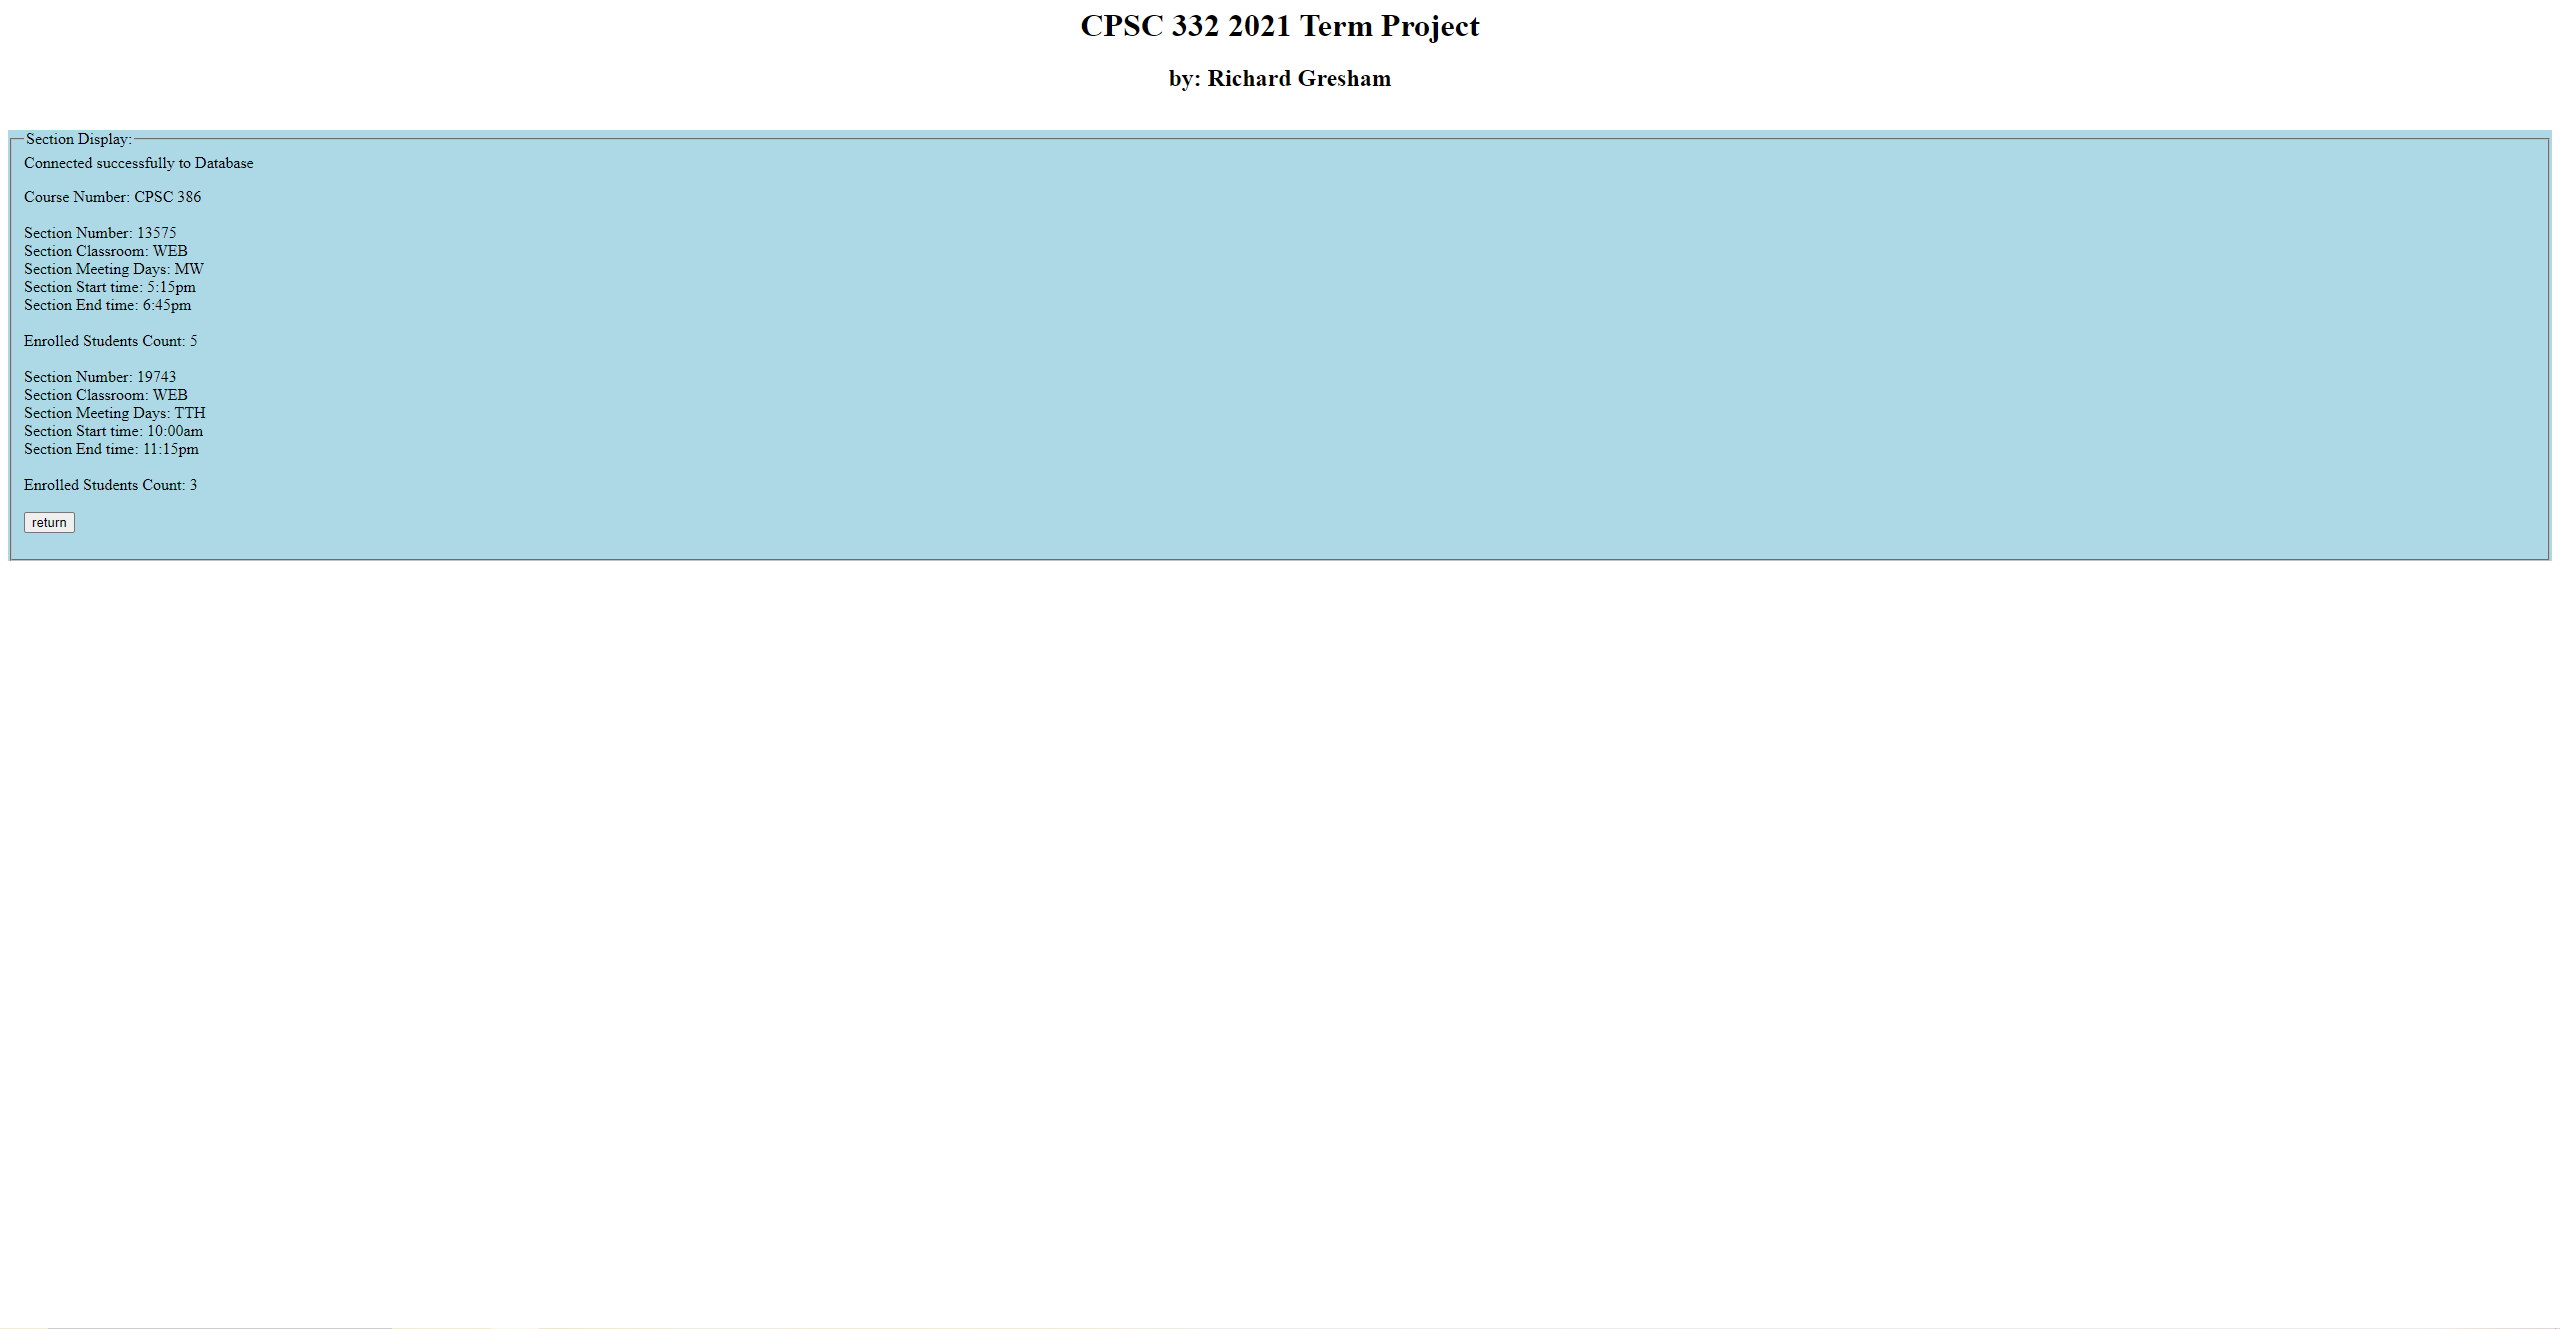 CPSC 332 2021 Term Project
by: Richard Gresham
Section Display:
Connected successfully to Database
Course Number: CPSC 386
Section Number: 13575
Section Classroom: WEB
Section Meeting Days: MW
Section Start time: 5:15pm
Section End time: 6:45pm
Enrolled Students Count: 5
Section Number: 19743
Section Classroom: WEB
Section Meeting Days: TTH
Section Start time: 10:00am
Section End time: 11:15pm
Enrolled Students Count: 3
return